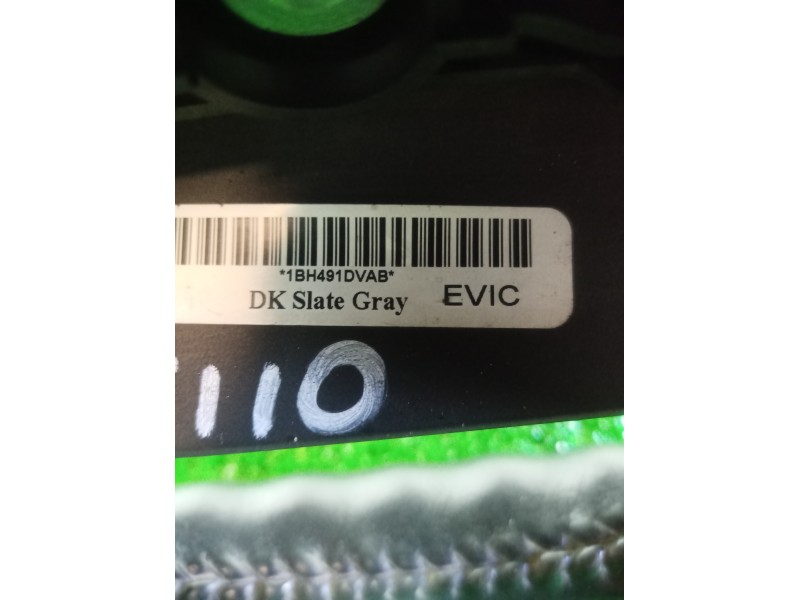 *1BH491DVAB*
DK Slate Gray EVIC
110